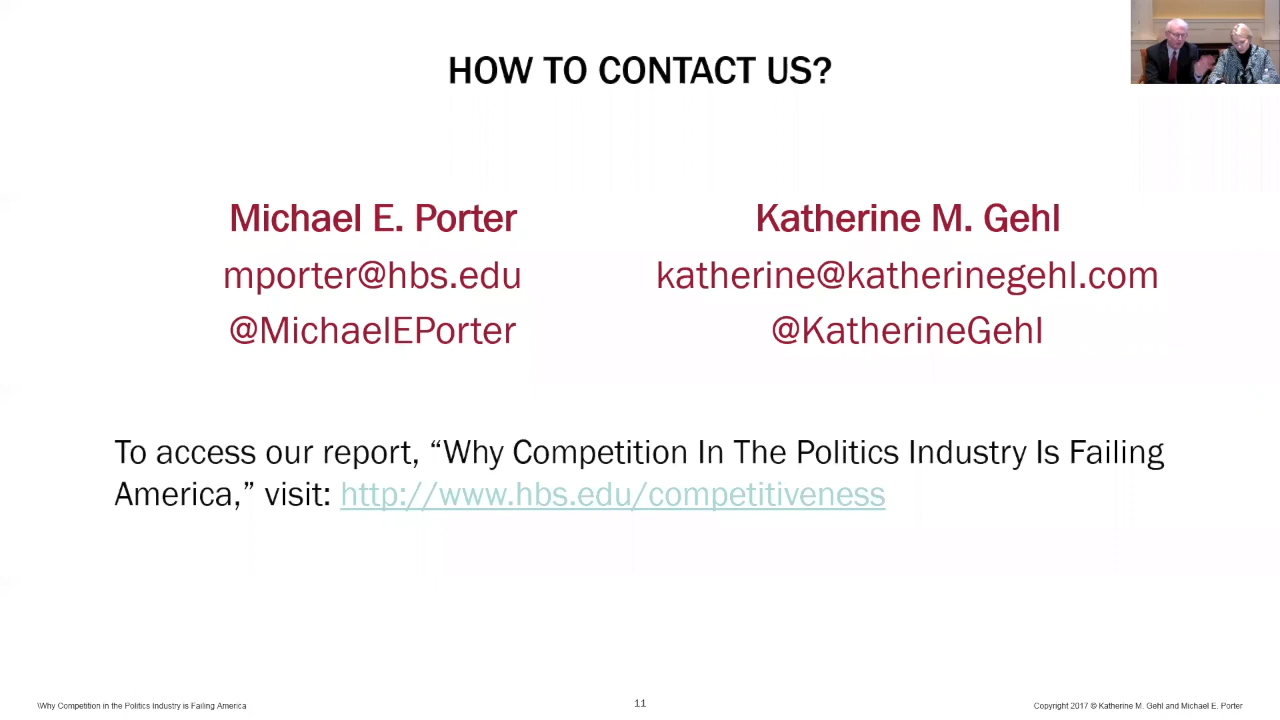 HOW TO CONTACT US?
Michael E. Porter
mporter@hbs.edu
@MichaelEPorter
Katherine M. Gehl
katherine@katherinegehl.com
@KatherineGehl
To access our report, “Why Competition In The Politics Industry Is Failing
America,” visit: http://www.hbs.edu/competitiveness
\Why Competition in the Politics Industry is Failing America
11
Copyright 2017 © Katherine M. Gehl and Michael E. Porter